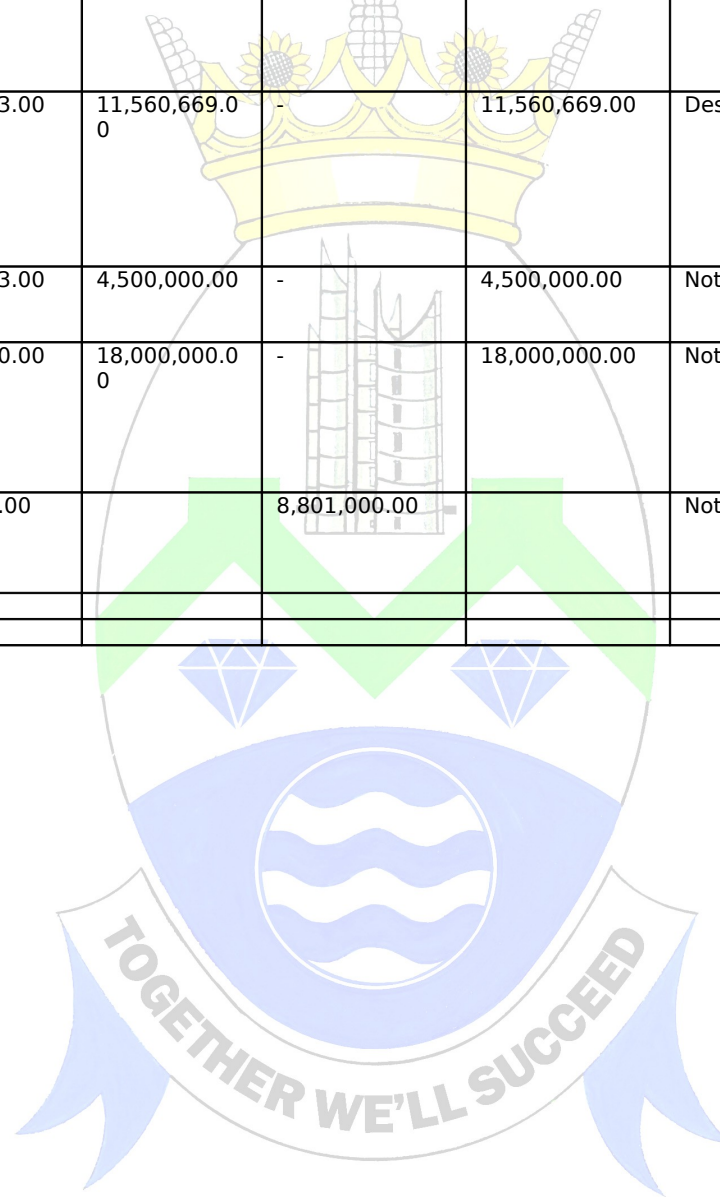 3.00 11,560,669.0 - 11,560,669.00 Des
0
3.00 4,500,000.00 - 4,500,000.00 Not
0.00 18,000,000.0 - 18,000,000.00 Not
0
.00 8,801,000.00 Not
TOGETHER WE'LL SUCCEED